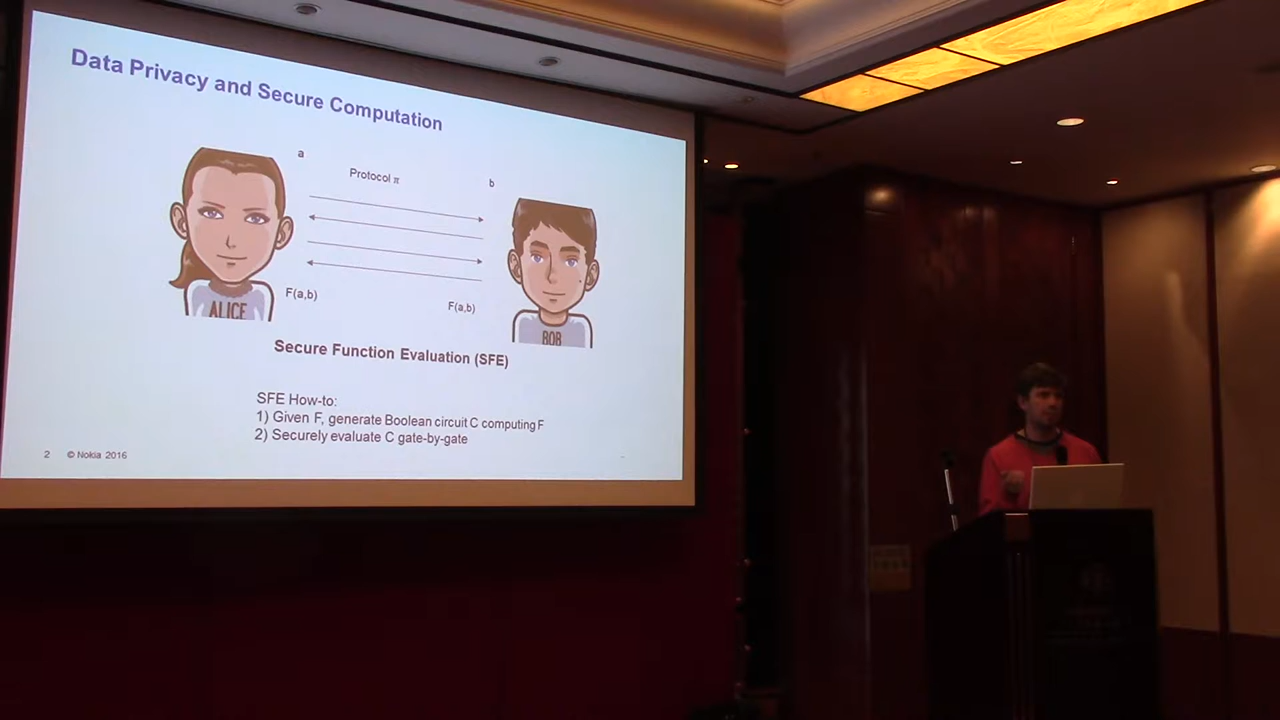 Data Privacy and Secure Computation
a
Protocol π
b
F(a,b)
F(a,b)
ALICE
BOB
Secure Function Evaluation (SFE)
SFE How-to:
1) Given F, generate Boolean circuit C computing F
2) Securely evaluate C gate-by-gate
2 © Nokia 2016